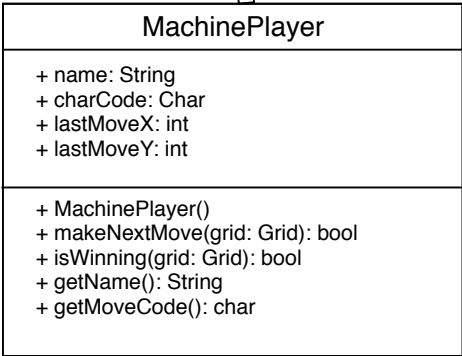 MachinePlayer
+ name: String
+ charCode: Char
+ lastMoveX: int
+ lastMoveY: int
+ MachinePlayer()
+ makeNextMove(grid: Grid): bool
+ isWinning(grid: Grid): bool
+ getName(): String
+ getMoveCode(): char